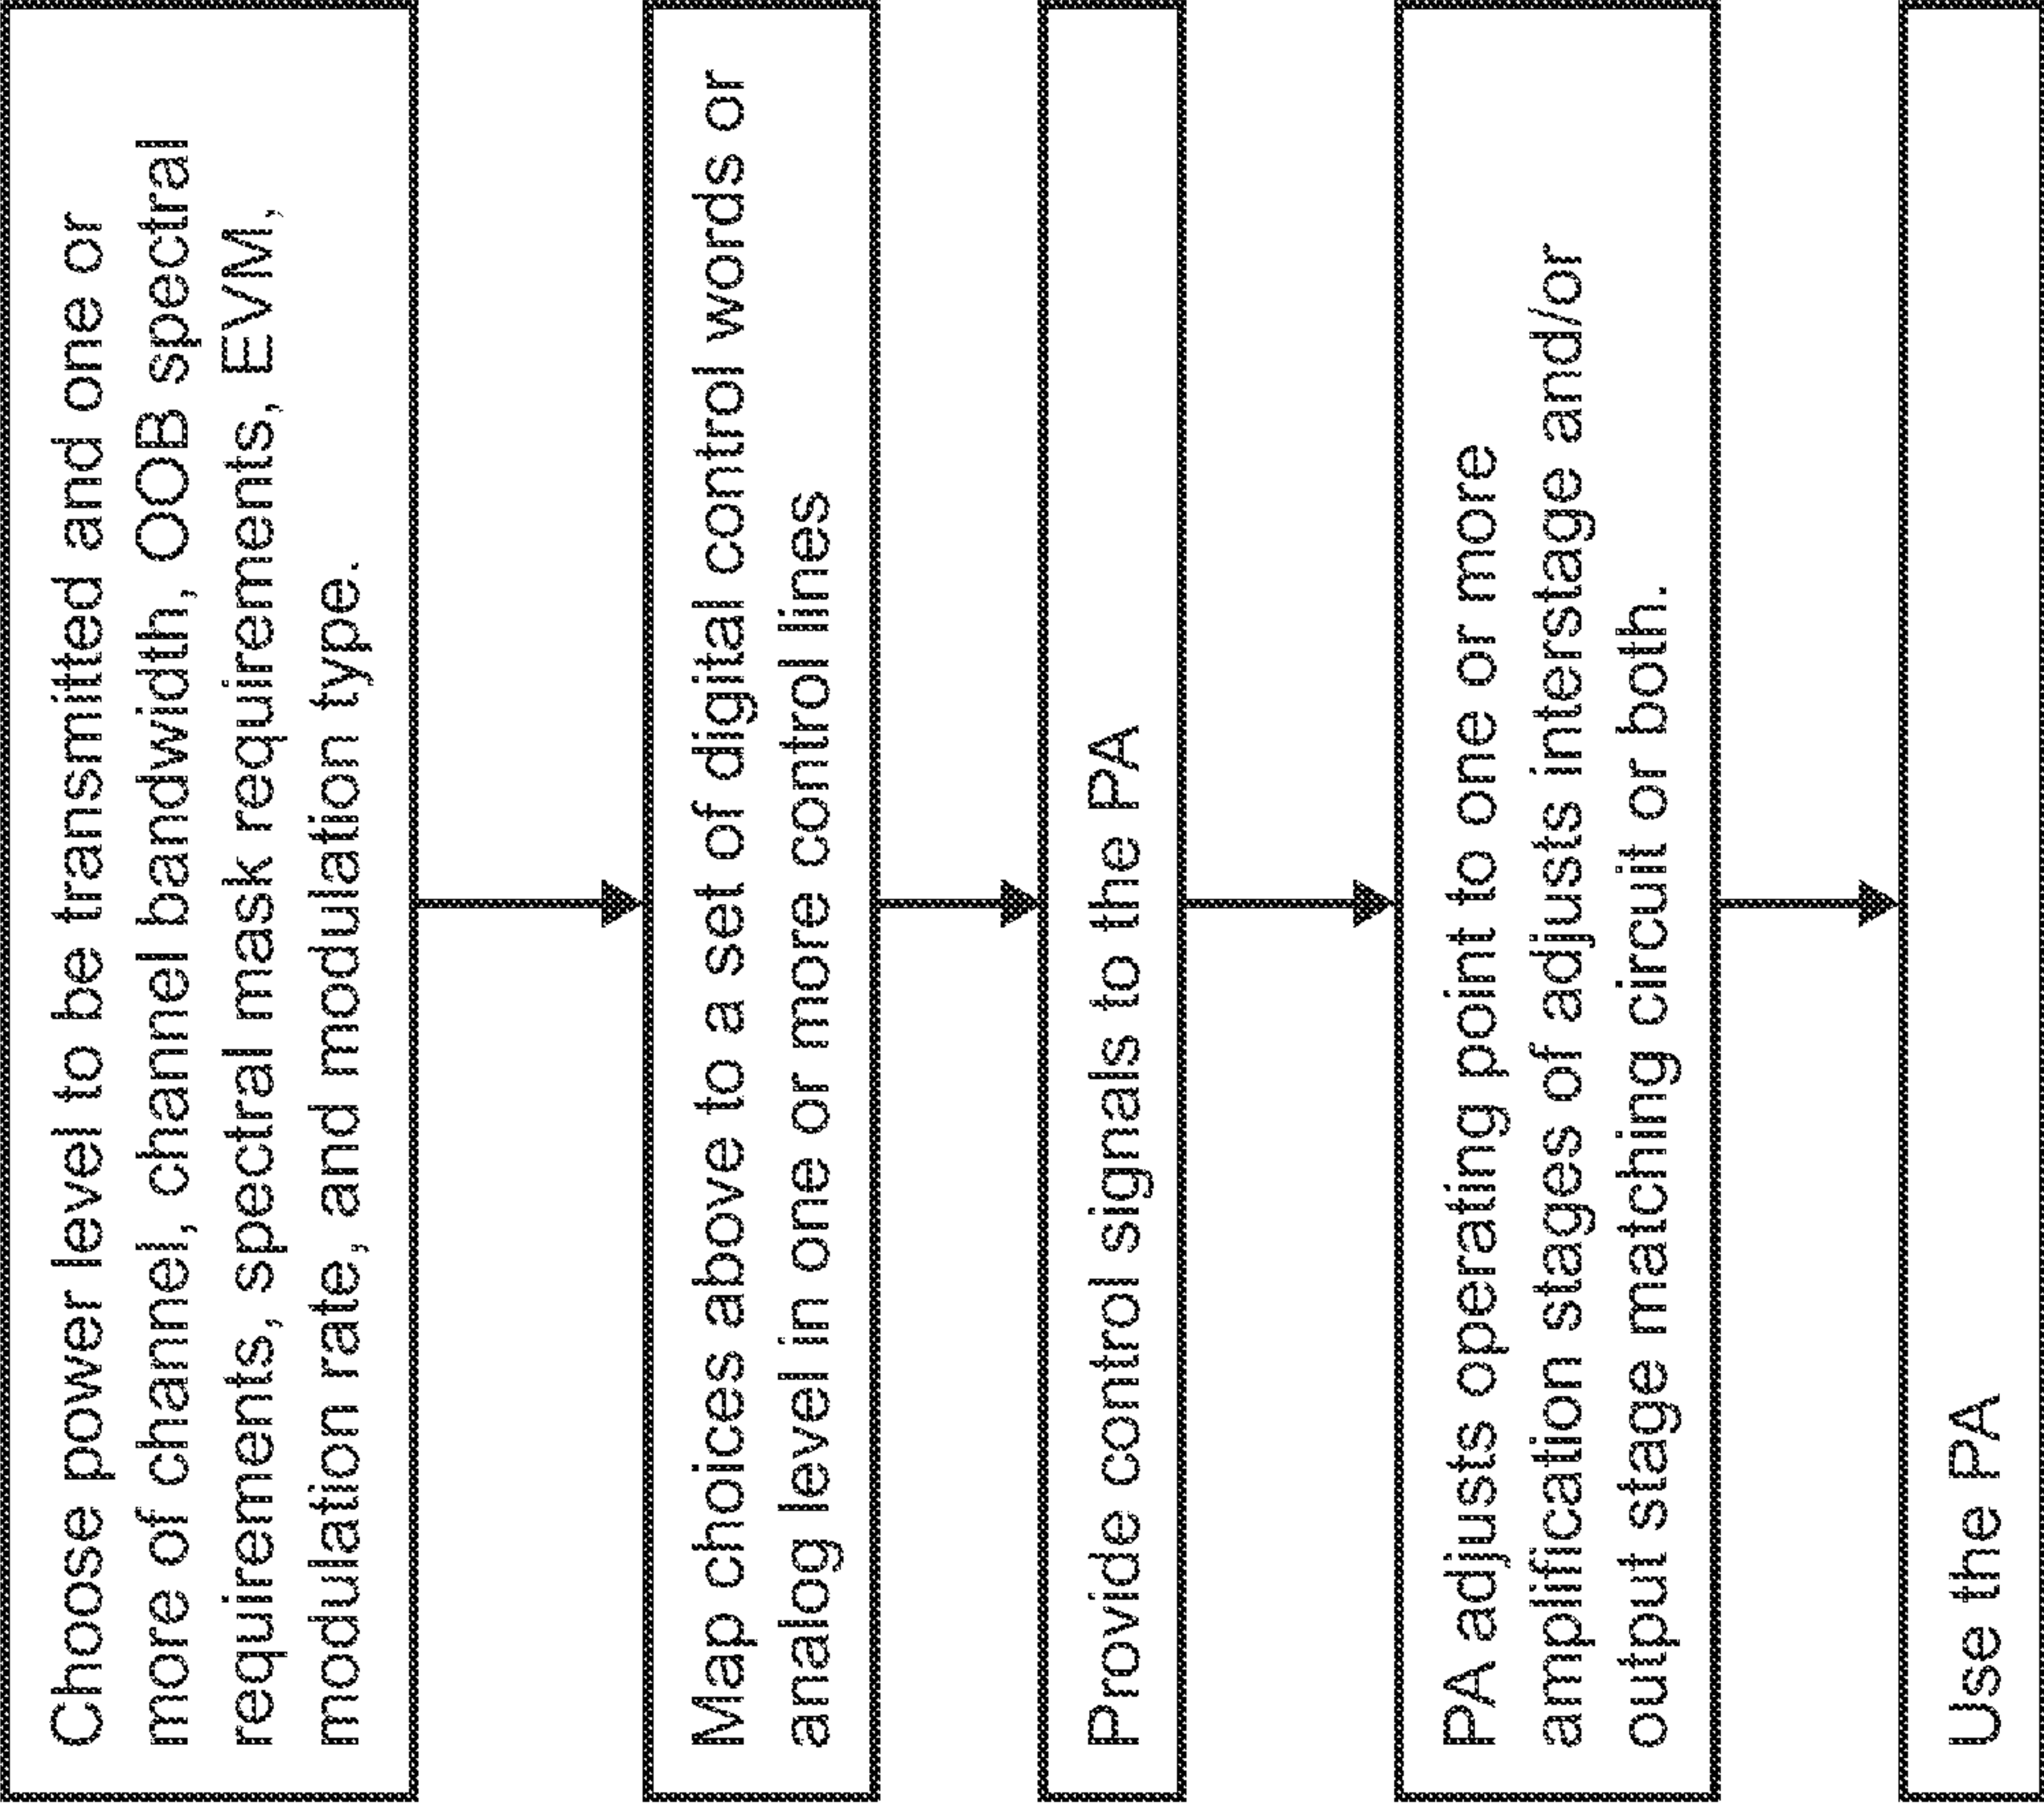 Choose power level to be transmitted and one or
more of channel, channel bandwidth, OOB spectral
requirements, spectral mask requirements, EVM,
modulation rate, and modulation type.
Map choices above to a set of digital control words or
analog level in one or more control lines
Provide control signals to the PA
PA adjusts operating point to one or more
amplification stages of adjusts interstage and/or
output stage matching circuit or both.
Use the PA